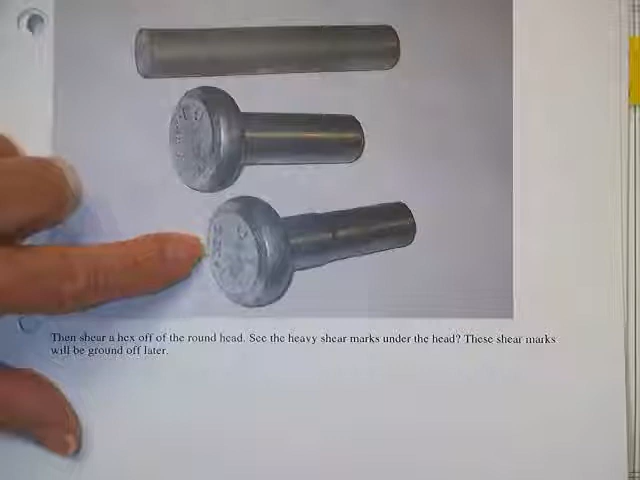 Then shear a hex off of the round head. See the heavy shear marks under the head? These shear marks
will be ground off later.